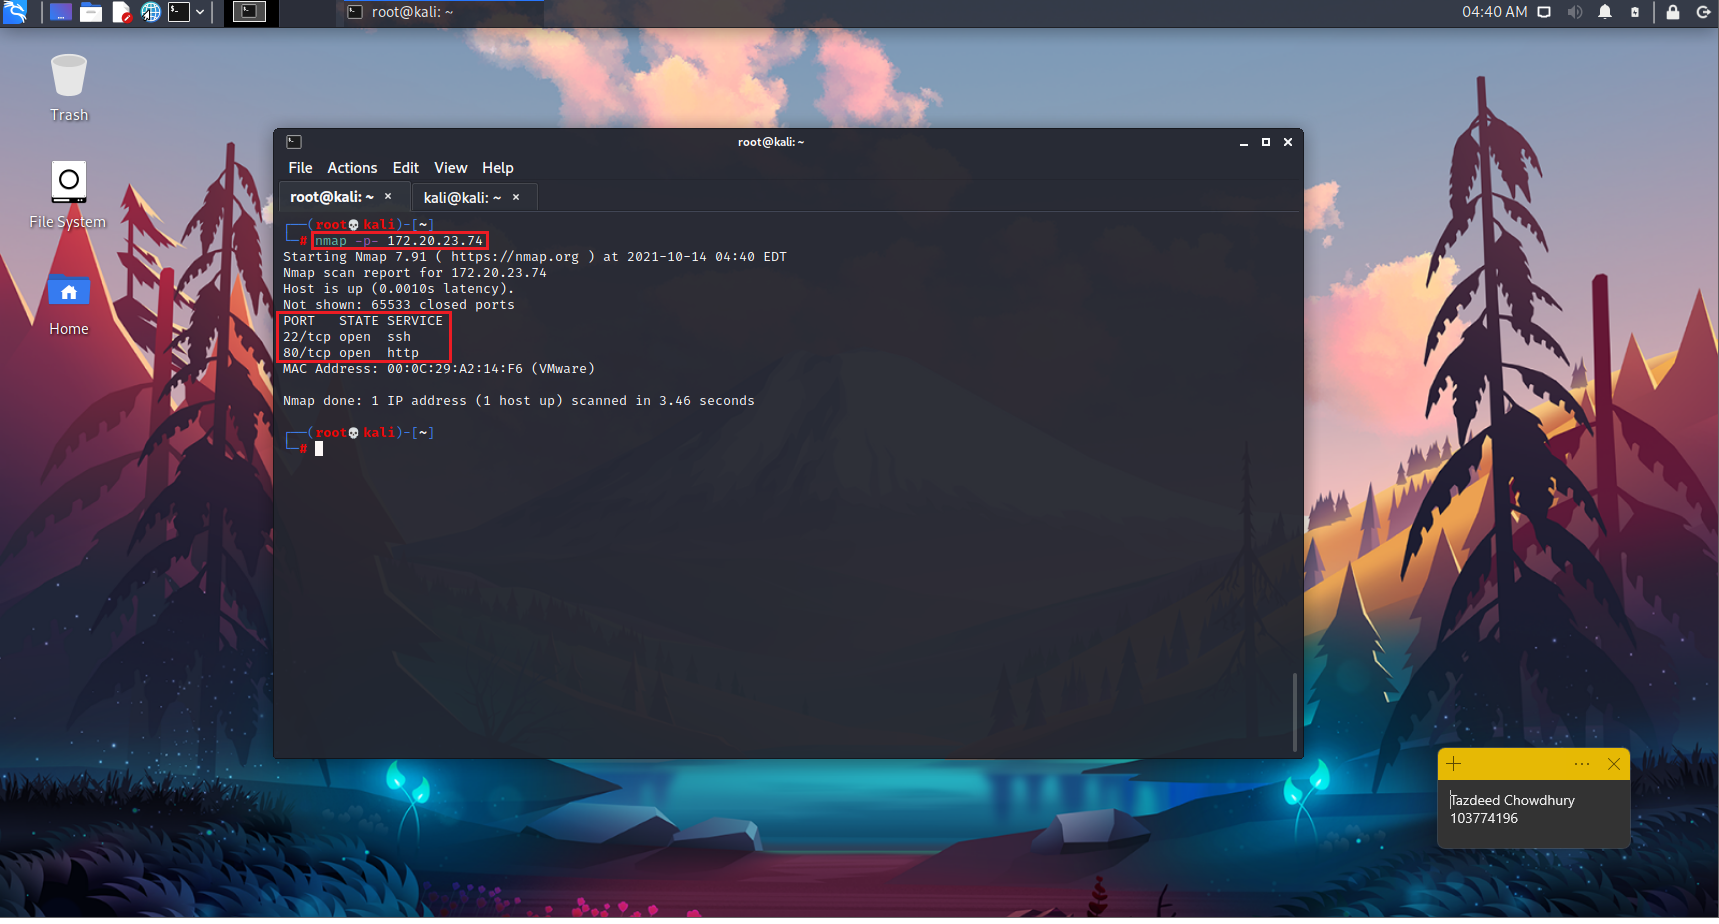 root@kali: ~
04:40 AM
Trash
File System
Home
root@kali: ~
File Actions Edit View Help
root@kali: ~ × kali@kali: ~ ×
┌──(root💀kali)-[~]
└─# nmap -p- 172.20.23.74
Starting Nmap 7.91 ( https://nmap.org ) at 2021-10-14 04:40 EDT
Nmap scan report for 172.20.23.74
Host is up (0.0010s latency).
Not shown: 65533 closed ports
PORT   STATE SERVICE
22/tcp open  ssh
80/tcp open  http
MAC Address: 00:0C:29:A2:14:F6 (VMware)
Nmap done: 1 IP address (1 host up) scanned in 3.46 seconds
┌──(root💀kali)-[~]
└─#
Tazdeed Chowdhury
103774196